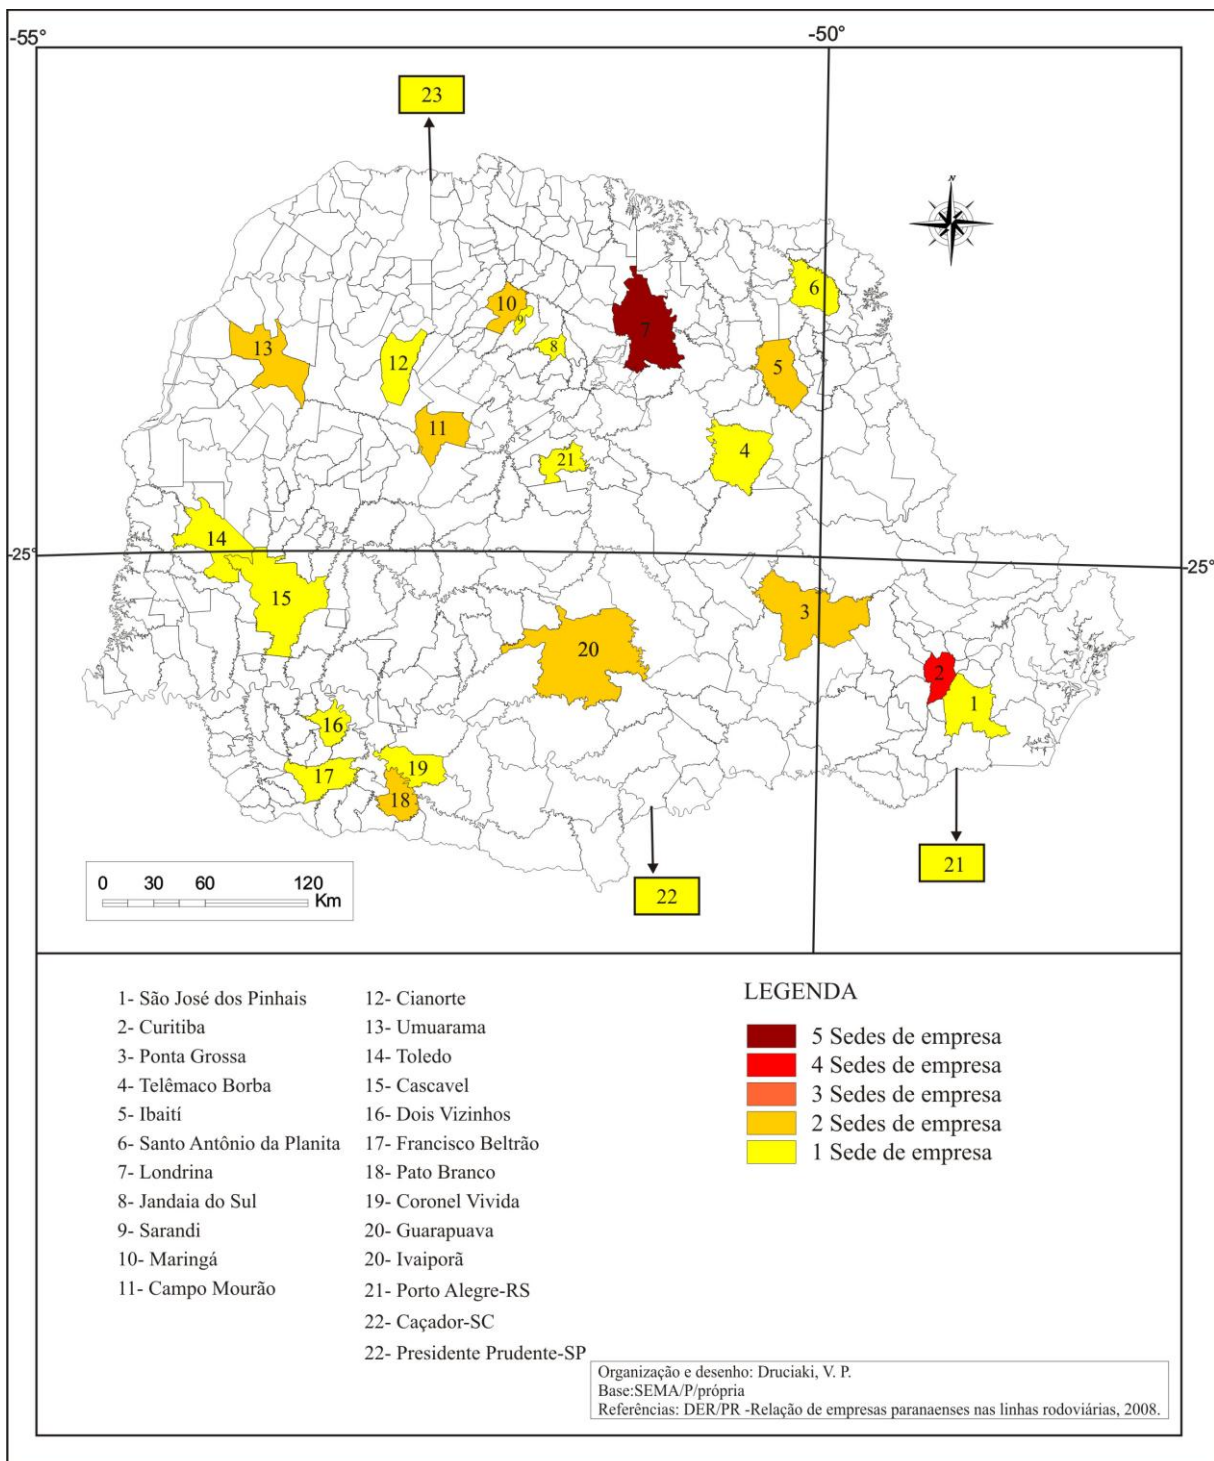 -55°
-50°
23
N
10
9
7
6
13
12
8
5
11
21
4
14
-25°
-25°
15
3
20
2
1
16
19
17
18
21
22
0 30 60 120
Km
1- São José dos Pinhais
2- Curitiba
3- Ponta Grossa
4- Telêmaco Borba
5- Ibaití
6- Santo Antônio da Planita
7- Londrina
8- Jandaia do Sul
9- Sarandi
10- Maringá
11- Campo Mourão
12- Cianorte
13- Umuarama
14- Toledo
15- Cascavel
16- Dois Vizinhos
17- Francisco Beltrão
18- Pato Branco
19- Coronel Vivida
20- Guarapuava
20- Ivaiporã
21- Porto Alegre-RS
22- Caçador-SC
22- Presidente Prudente-SP
LEGENDA
5 Sedes de empresa
4 Sedes de empresa
3 Sedes de empresa
2 Sedes de empresa
1 Sede de empresa
Organização e desenho: Druciaki, V. P.
Base:SEMA/P/própria
Referências: DER/PR -Relação de empresas paranaenses nas linhas rodoviárias, 2008.